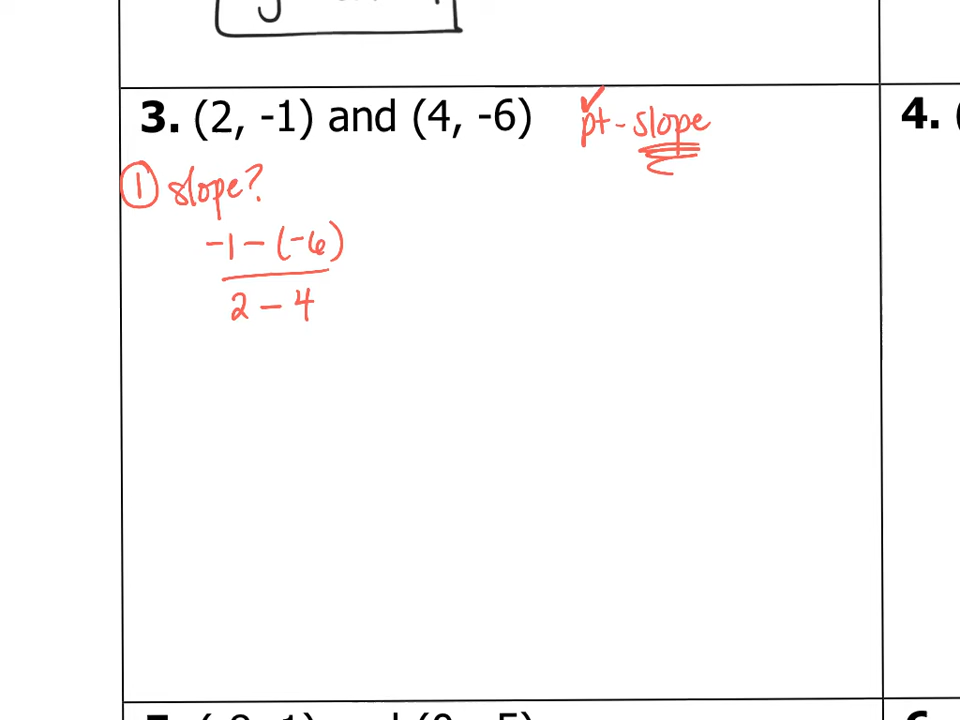 3. (2, -1) and (4, -6) pt - slope
4. (
① slope?
-1 - (-6)
2 - 4